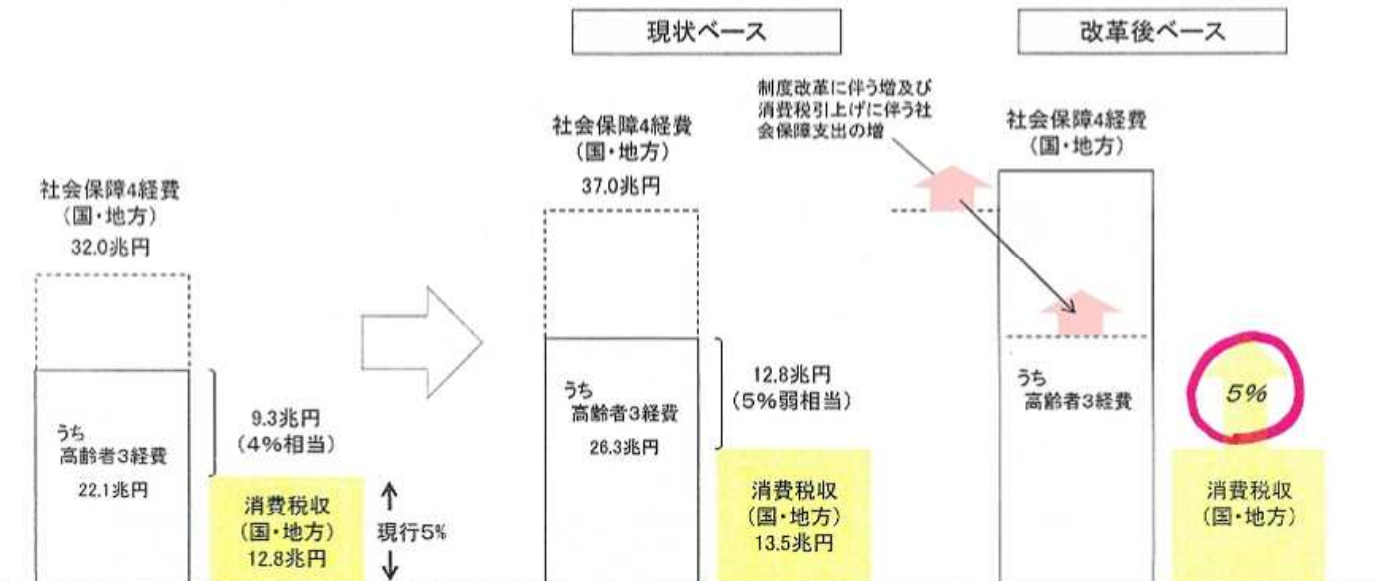 現状ベース
改革後ベース
制度改革に伴う増及び
消費税引上げに伴う社
会保障支出の増
社会保障4経費
(国・地方)
32.0兆円
うち
高齢者3経費
22.1兆円
9.3兆円
(4%相当)
消費税収
(国・地方)
12.8兆円
現行5%
社会保障4経費
(国・地方)
37.0兆円
うち
高齢者3経費
26.3兆円
12.8兆円
(5%弱相当)
消費税収
(国・地方)
13.5兆円
社会保障4経費
(国・地方)
うち
高齢者3経費
5%
消費税収
(国・地方)